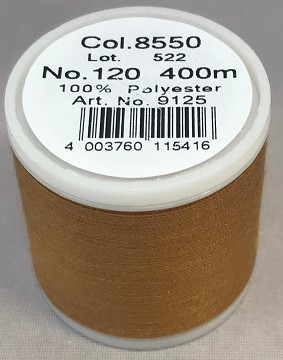 Col.8550
Lot. 522
No.120 400m
100% Polyester
Art. No. 9125
4 003760 115416